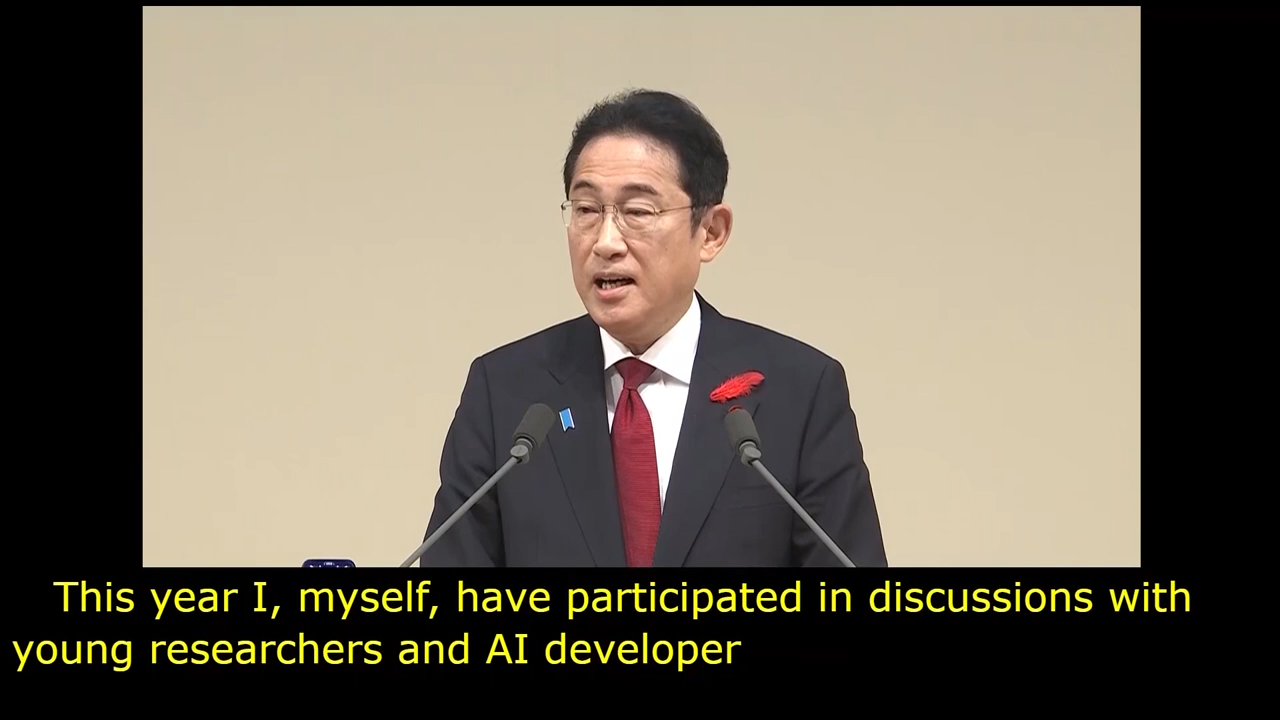 This year I, myself, have participated in discussions with
young researchers and AI developer